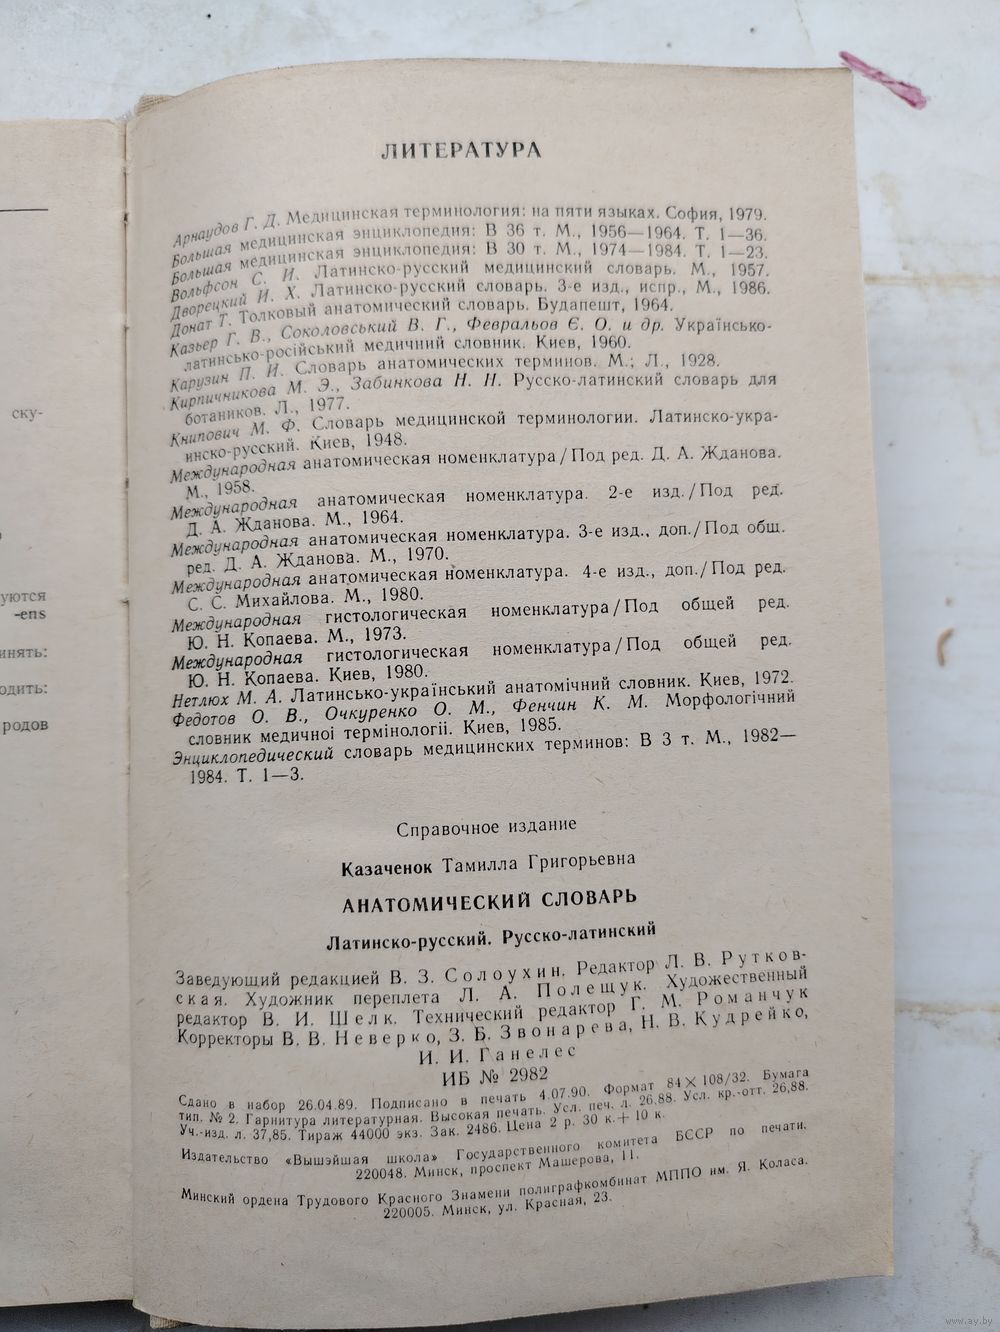 ску-
уются
-ens
инять:
одить:
родов
ЛИТЕРАТУРА
Арнаудов Г. Д. Медицинская терминология: на пяти языках. София, 1979.
Большая медицинская энциклопедия: В 36 т. М., 1956—1964. Т. 1—36.
Большая медицинская энциклопедия: В 30 т. М., 1974—1984. Т. 1—23.
Вольфсон С. И. Латинско-русский медицинский словарь. М., 1957.
Дворецкий И. Х. Латинско-русский словарь. 3-е изд., испр., М., 1986.
Донат Т. Толковый анатомический словарь. Будапешт, 1964.
Казьер Г. В., Соколовський В. Г., Февральов Є. О. и др. Українсько-
латинсько-російський медичний словник. Киев, 1960.
Карузин П. И. Словарь анатомических терминов. М.; Л., 1928.
Кирпичникова М. Э., Забинкова Н. Н. Русско-латинский словарь для
ботаников. Л., 1977.
Книпович М. Ф. Словарь медицинской терминологии. Латинско-укра-
инско-русский. Киев, 1948.
Международная анатомическая номенклатура/Под ред. Д. А. Жданова.
М., 1958.
Международная анатомическая номенклатура. 2-е изд./Под ред.
Д. А. Жданова. М., 1964.
Международная анатомическая номенклатура. 3-е изд., доп./Под общ.
ред. Д. А. Жданова. М., 1970.
Международная анатомическая номенклатура. 4-е изд., доп./Под ред.
С. С. Михайлова. М., 1980.
Международная гистологическая номенклатура/Под общей ред.
Ю. Н. Копаева. М., 1973.
Международная гистологическая номенклатура/Под общей ред.
Ю. Н. Копаева. Киев, 1980.
Нетлюх М. А. Латинсько-український анатомічний словник. Киев, 1972.
Федотов О. В., Очкуренко О. М., Фенчин К. М. Морфологічний
словник медичної термінології. Киев, 1985.
Энциклопедический словарь медицинских терминов: В 3 т. М., 1982—
1984. Т. 1—3.
Справочное издание
Казаченок Тамилла Григорьевна
АНАТОМИЧЕСКИЙ СЛОВАРЬ
Латинско-русский. Русско-латинский
Заведующий редакцией В. З. Солоухин. Редактор Л. В. Рутков-
ская. Художник переплета Л. А. Полещук. Художественный
редактор В. И. Шелк. Технический редактор Г. М. Романчук
Корректоры В. В. Неверко, З. Б. Звонарева, Н. В. Кудрейко,
И. И. Ганелес
ИБ № 2982
Сдано в набор 26.04.89. Подписано в печать 4.07.90. Формат 84×108/32. Бумага
тип. № 2. Гарнитура литературная. Высокая печать. Усл. печ. л. 26,88. Усл. кр.-отт. 26,88.
Уч.-изд. л. 37,85. Тираж 44000 экз. Зак. 2486. Цена 2 р. 30 к.+ 10 к.
Издательство «Вышэйшая школа» Государственного комитета БССР по печати.
220048. Минск, проспект Машерова, 11.
Минский ордена Трудового Красного Знамени полиграфкомбинат МППО им. Я. Коласа.
220005. Минск, ул. Красная, 23.
www.ay.by